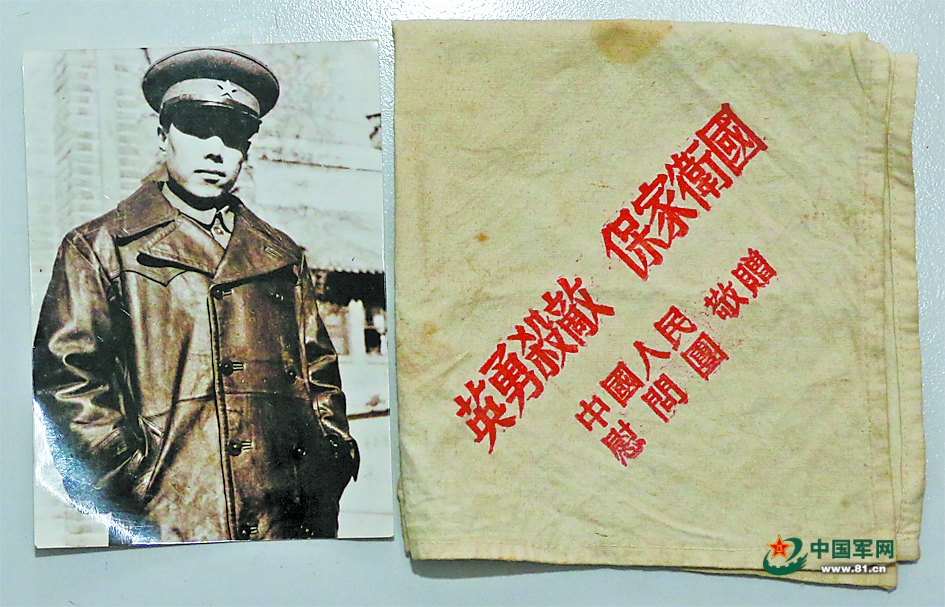 英勇殺敵 保家衛國
中國人民
慰問團 敬贈
中国军网
www.81.cn